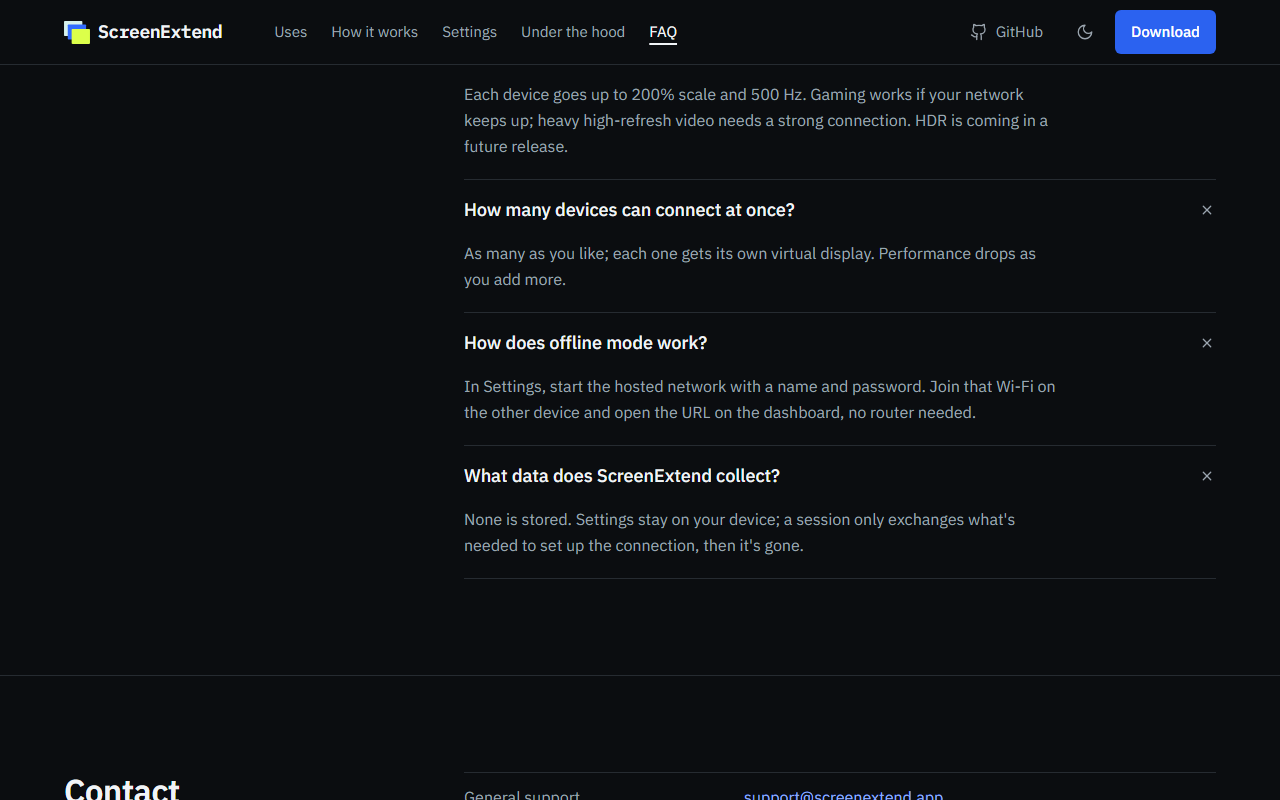 ScreenExtend
Uses
How it works
Settings
Under the hood
FAQ
GitHub
Download
Each device goes up to 200% scale and 500 Hz. Gaming works if your network
keeps up; heavy high-refresh video needs a strong connection. HDR is coming in a
future release.
How many devices can connect at once?
As many as you like; each one gets its own virtual display. Performance drops as
you add more.
How does offline mode work?
In Settings, start the hosted network with a name and password. Join that Wi-Fi on
the other device and open the URL on the dashboard, no router needed.
What data does ScreenExtend collect?
None is stored. Settings stay on your device; a session only exchanges what's
needed to set up the connection, then it's gone.
Contact
General support
support@screenextend.app